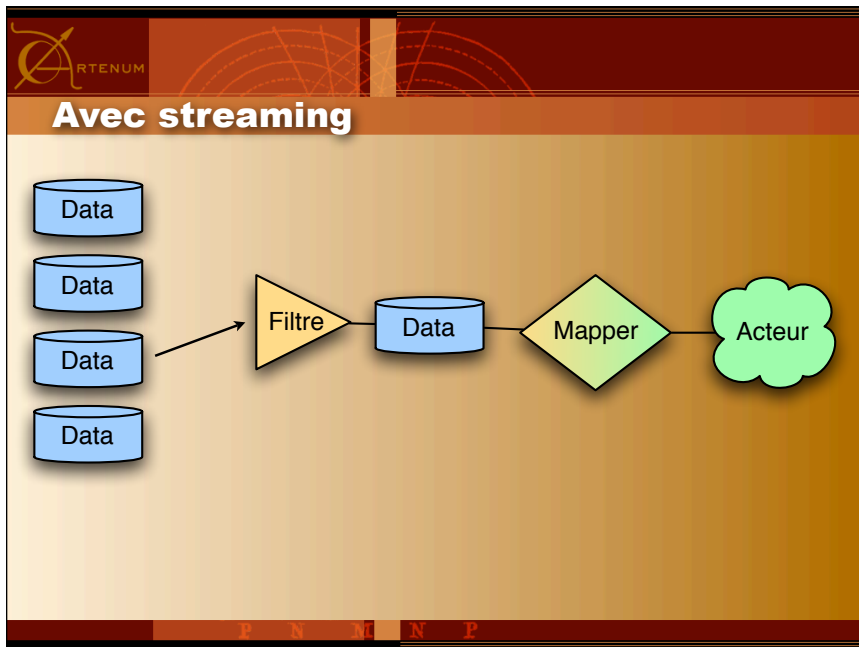 ARTENUM
Avec streaming
Data
Data
Data
Data
Filtre
Data
Mapper
Acteur
P N M N P